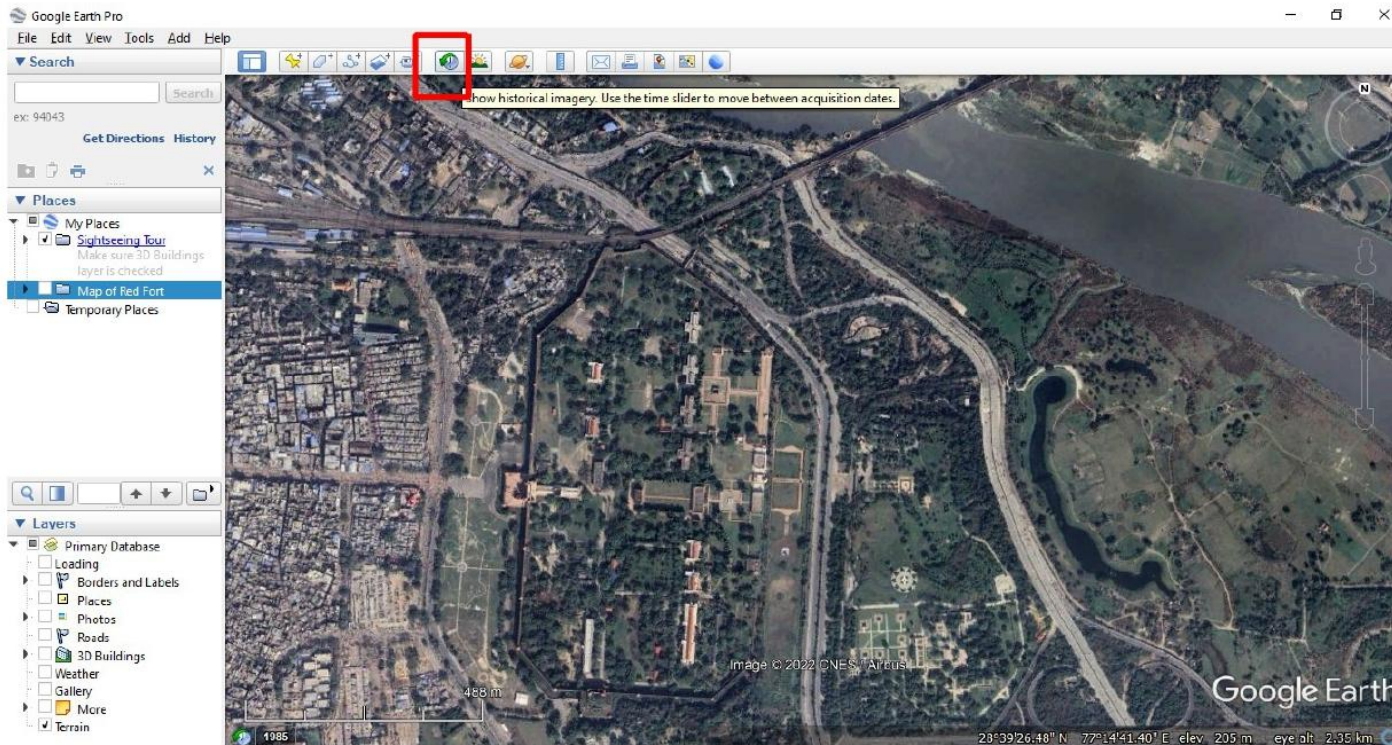 Google Earth Pro
File Edit View Tools Add Help
Search
Search
ex: 94043
Get Directions History
Places
My Places
Sightseeing Tour
Make sure 3D Buildings
layer is checked
Map of Red Fort
Temporary Places
Layers
Primary Database
Loading
Borders and Labels
Places
Photos
Roads
3D Buildings
Weather
Gallery
More
Terrain
Show historical imagery. Use the time slider to move between acquisition dates.
N
Image © 2022 CNES / Airbus
488 m
Google Earth
1985
28°39'26.48" N 77°14'41.40" E elev 205 m eye alt 2.35 km